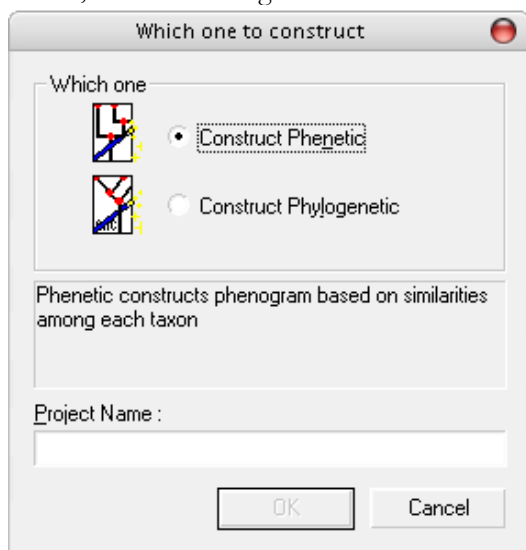 Which one to construct
Which one
Construct Phenetic
Construct Phylogenetic
Phenetic constructs phenogram based on similarities
among each taxon
Project Name :
OK
Cancel